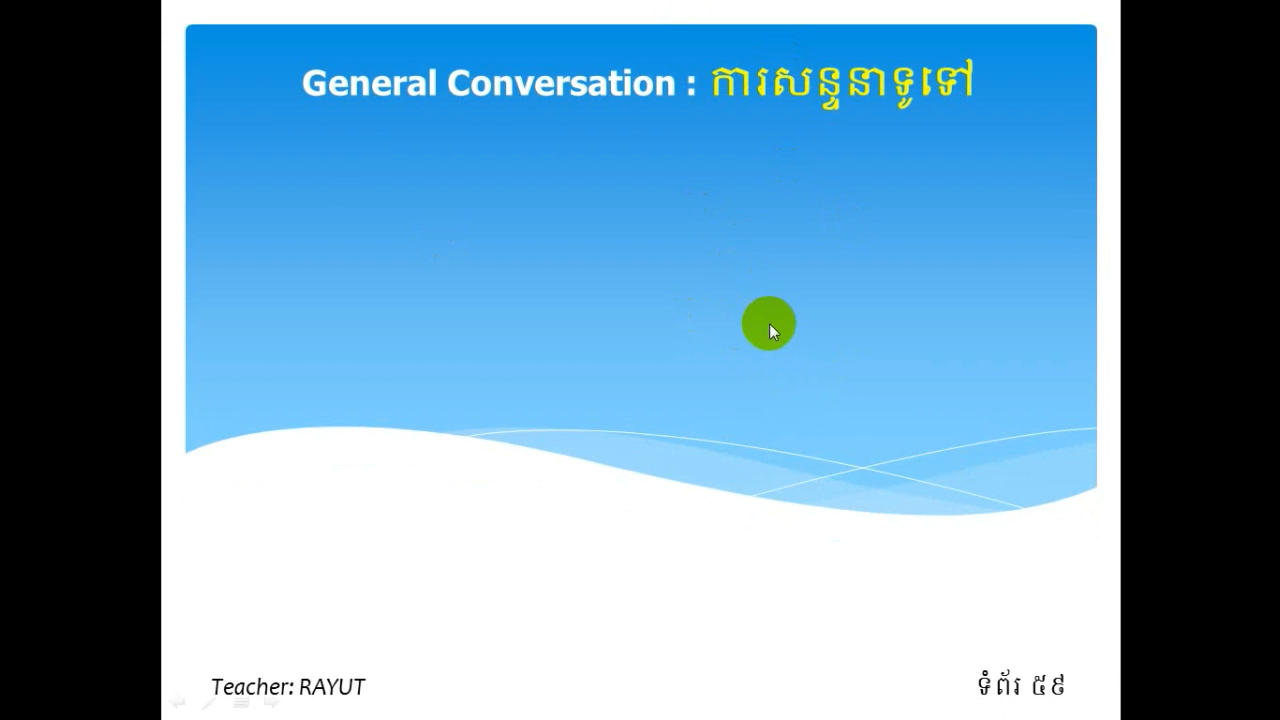 General Conversation : ការសន្ទនាទូទៅ
Teacher: RAYUT
ទំព័រ ៥៩